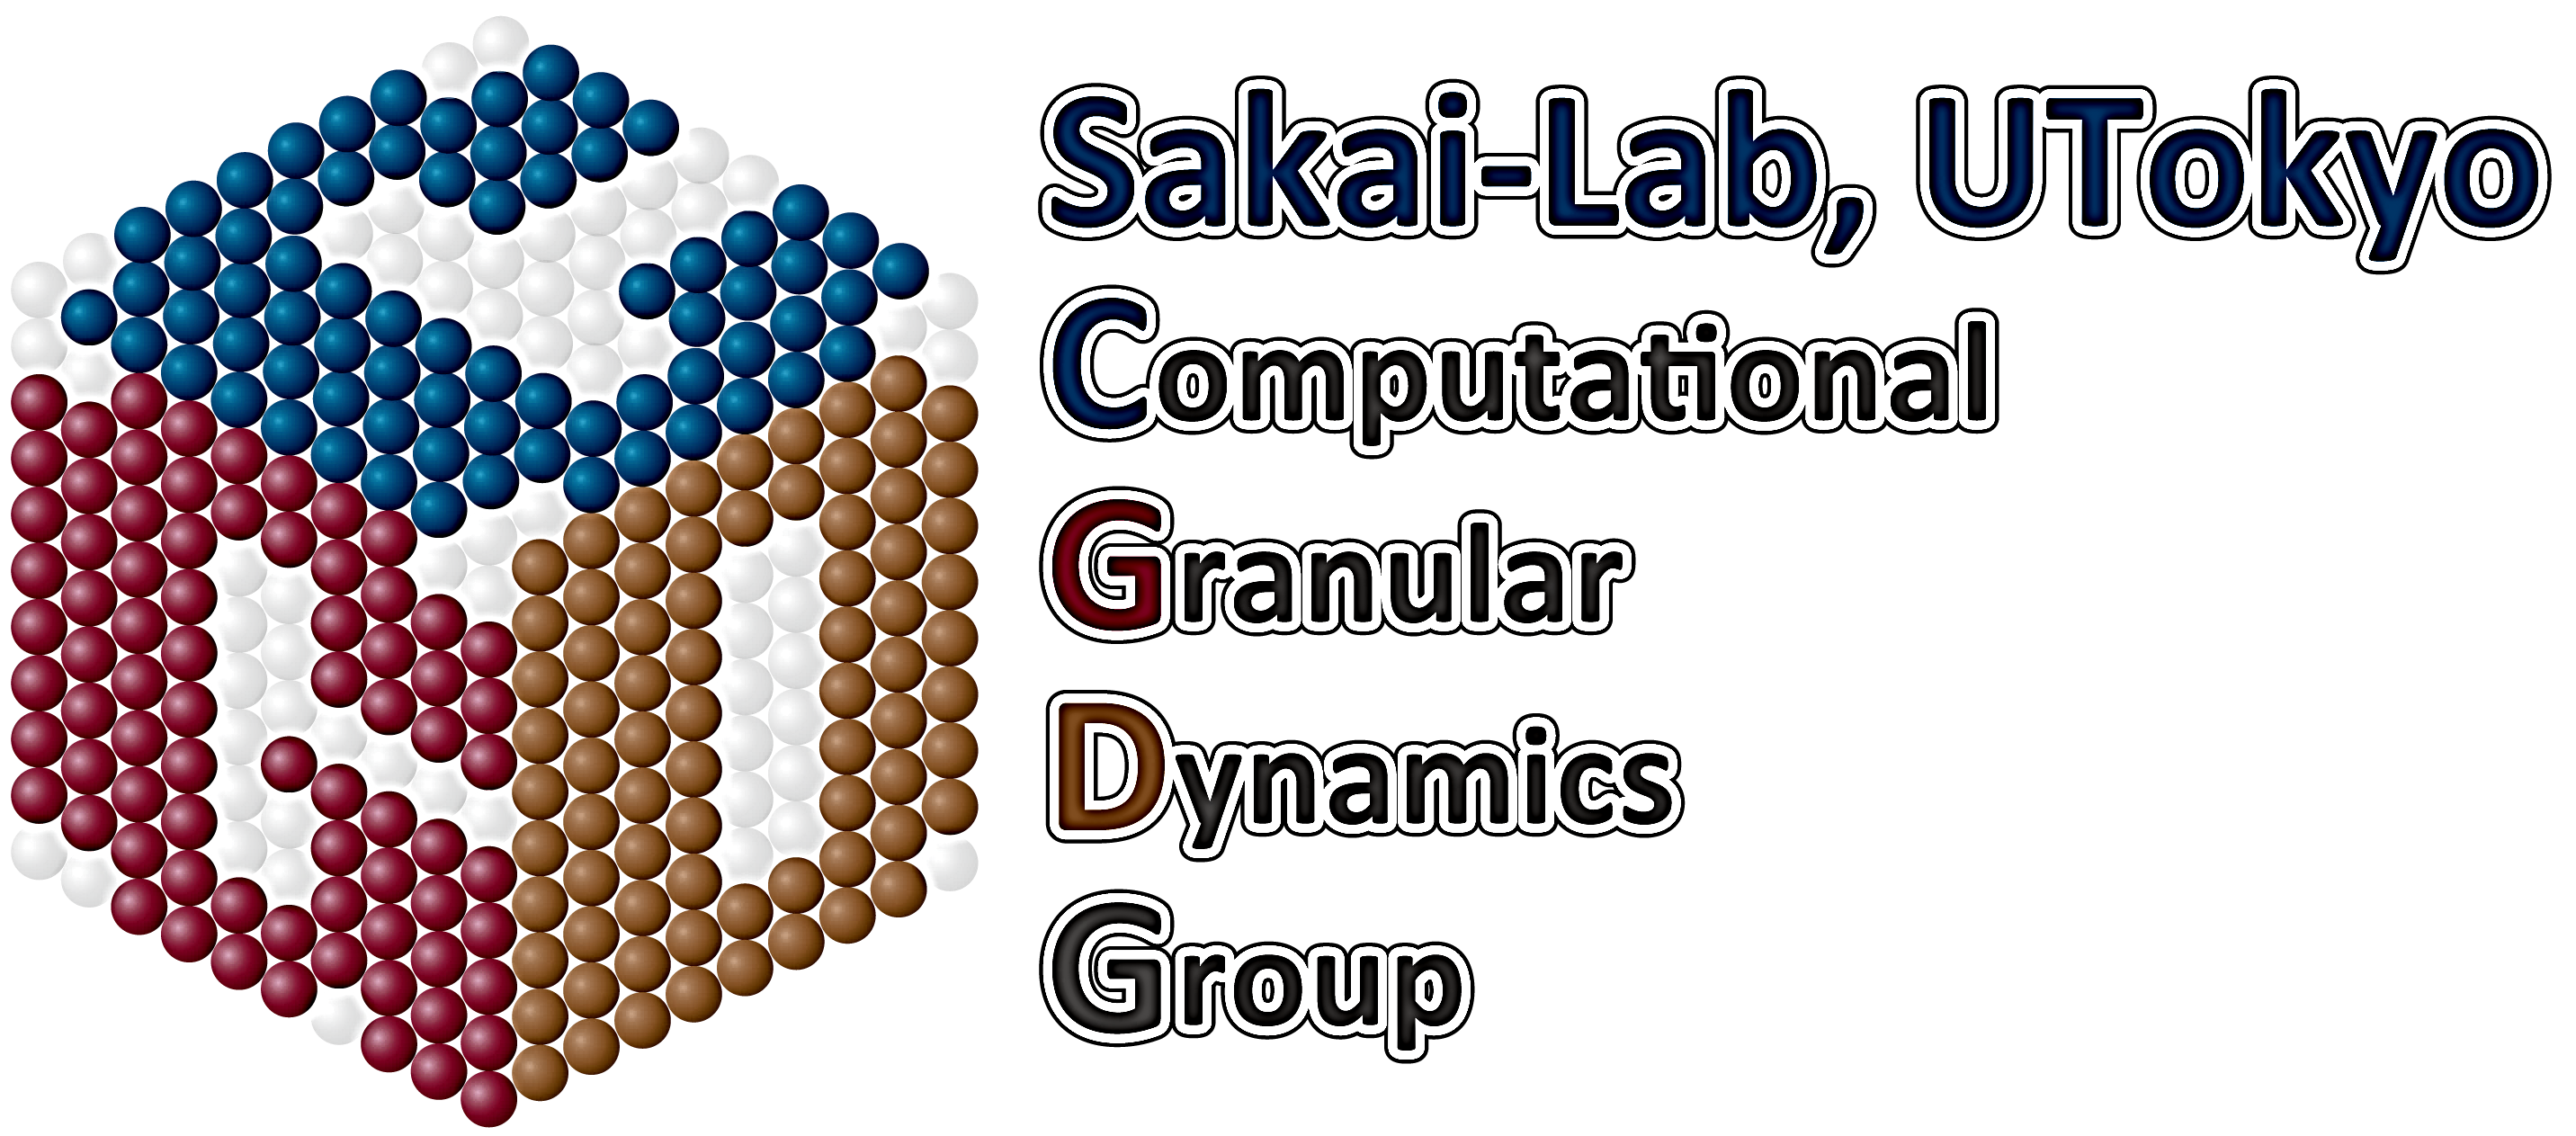 Sakai-Lab, UTokyo
Computational
Granular
Dynamics
Group